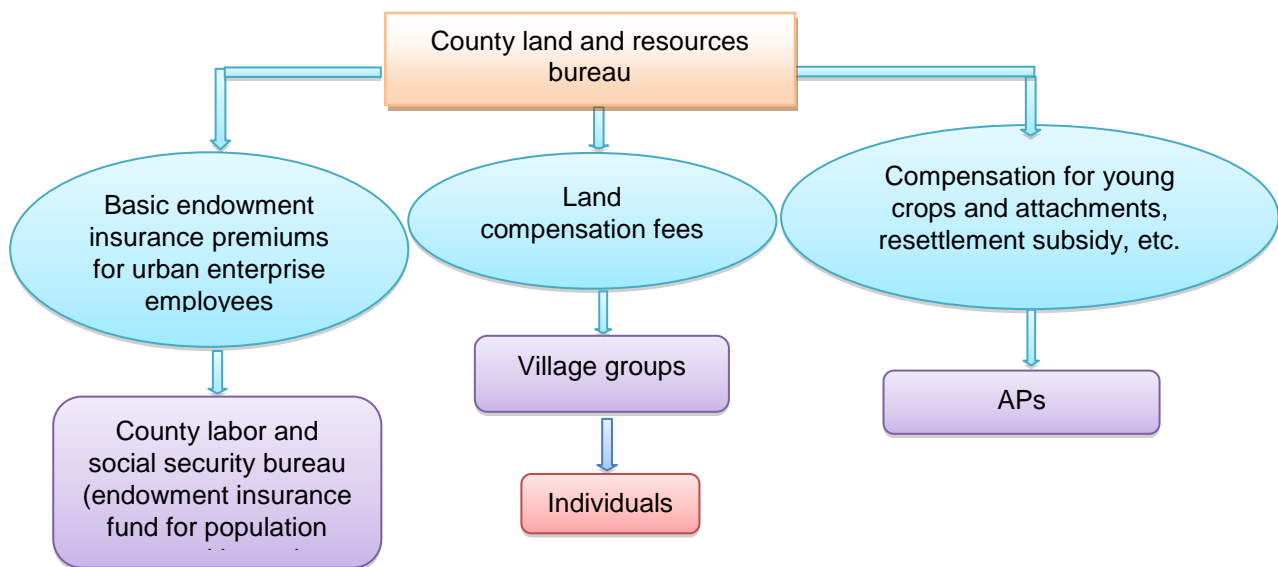 County land and resources
bureau
Basic endowment
insurance premiums
for urban enterprise
employees
Land
compensation fees
Compensation for young
crops and attachments,
resettlement subsidy, etc.
County labor and
social security bureau
(endowment insurance
fund for population
Village groups
Individuals
APs